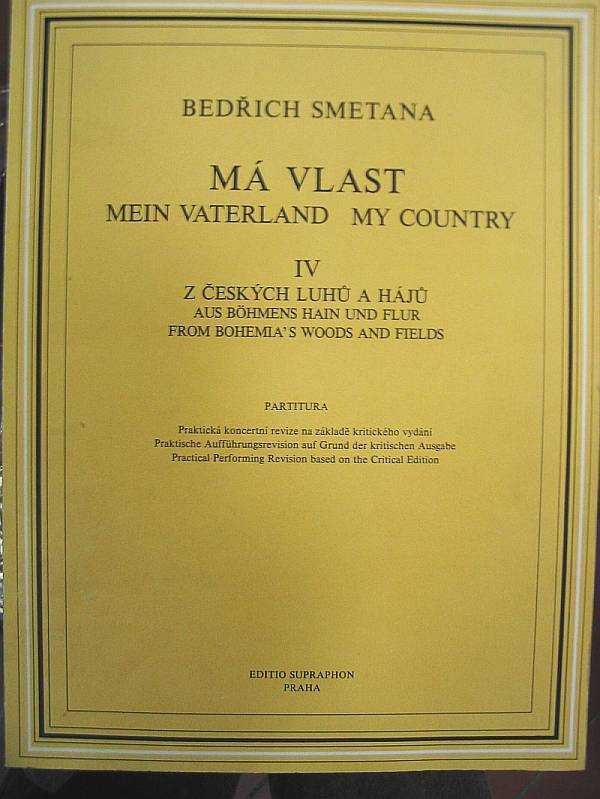 BEDŘICH SMETANA
MÁ VLAST
MEIN VATERLAND MY COUNTRY
IV
Z ČESKÝCH LUHŮ A HÁJŮ
AUS BÖHMENS HAIN UND FLUR
FROM BOHEMIA'S WOODS AND FIELDS
PARTITURA
Praktická koncertní revize na základě kritického vydání
Praktische Aufführungsrevision auf Grund der kritischen Ausgabe
Practical Performing Revision based on the Critical Edition
EDITIO SUPRAPHON
PRAHA